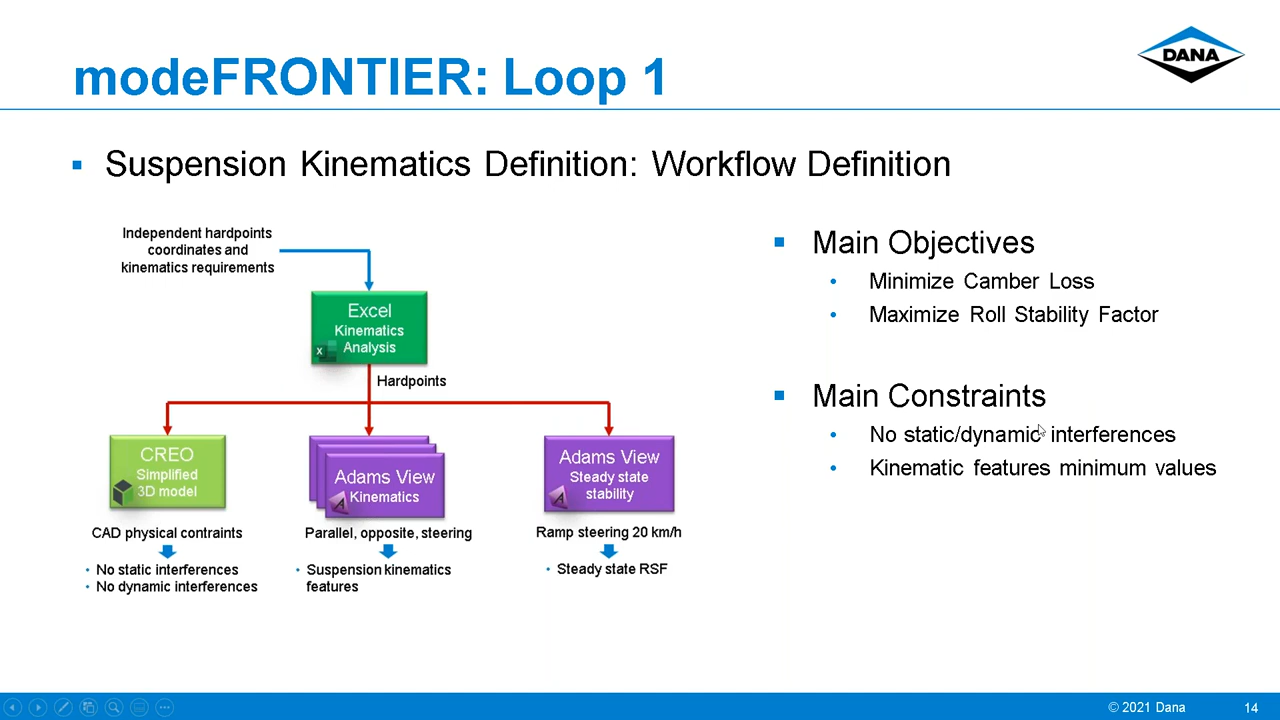 DANA
modeFRONTIER: Loop 1
Suspension Kinematics Definition: Workflow Definition
Independent hardpoints
coordinates and
kinematics requirements
Excel
Kinematics
Analysis
X
Hardpoints
CREO
Simplified
3D model
CAD physical contraints
• No static interferences
• No dynamic interferences
Adams View
Kinematics
A
Parallel, opposite, steering
• Suspension kinematics
features
Adams View
Steady state
stability
A
Ramp steering 20 km/h
• Steady state RSF
Main Objectives
• Minimize Camber Loss
• Maximize Roll Stability Factor
Main Constraints
• No static/dynamic interferences
• Kinematic features minimum values
© 2021 Dana
14